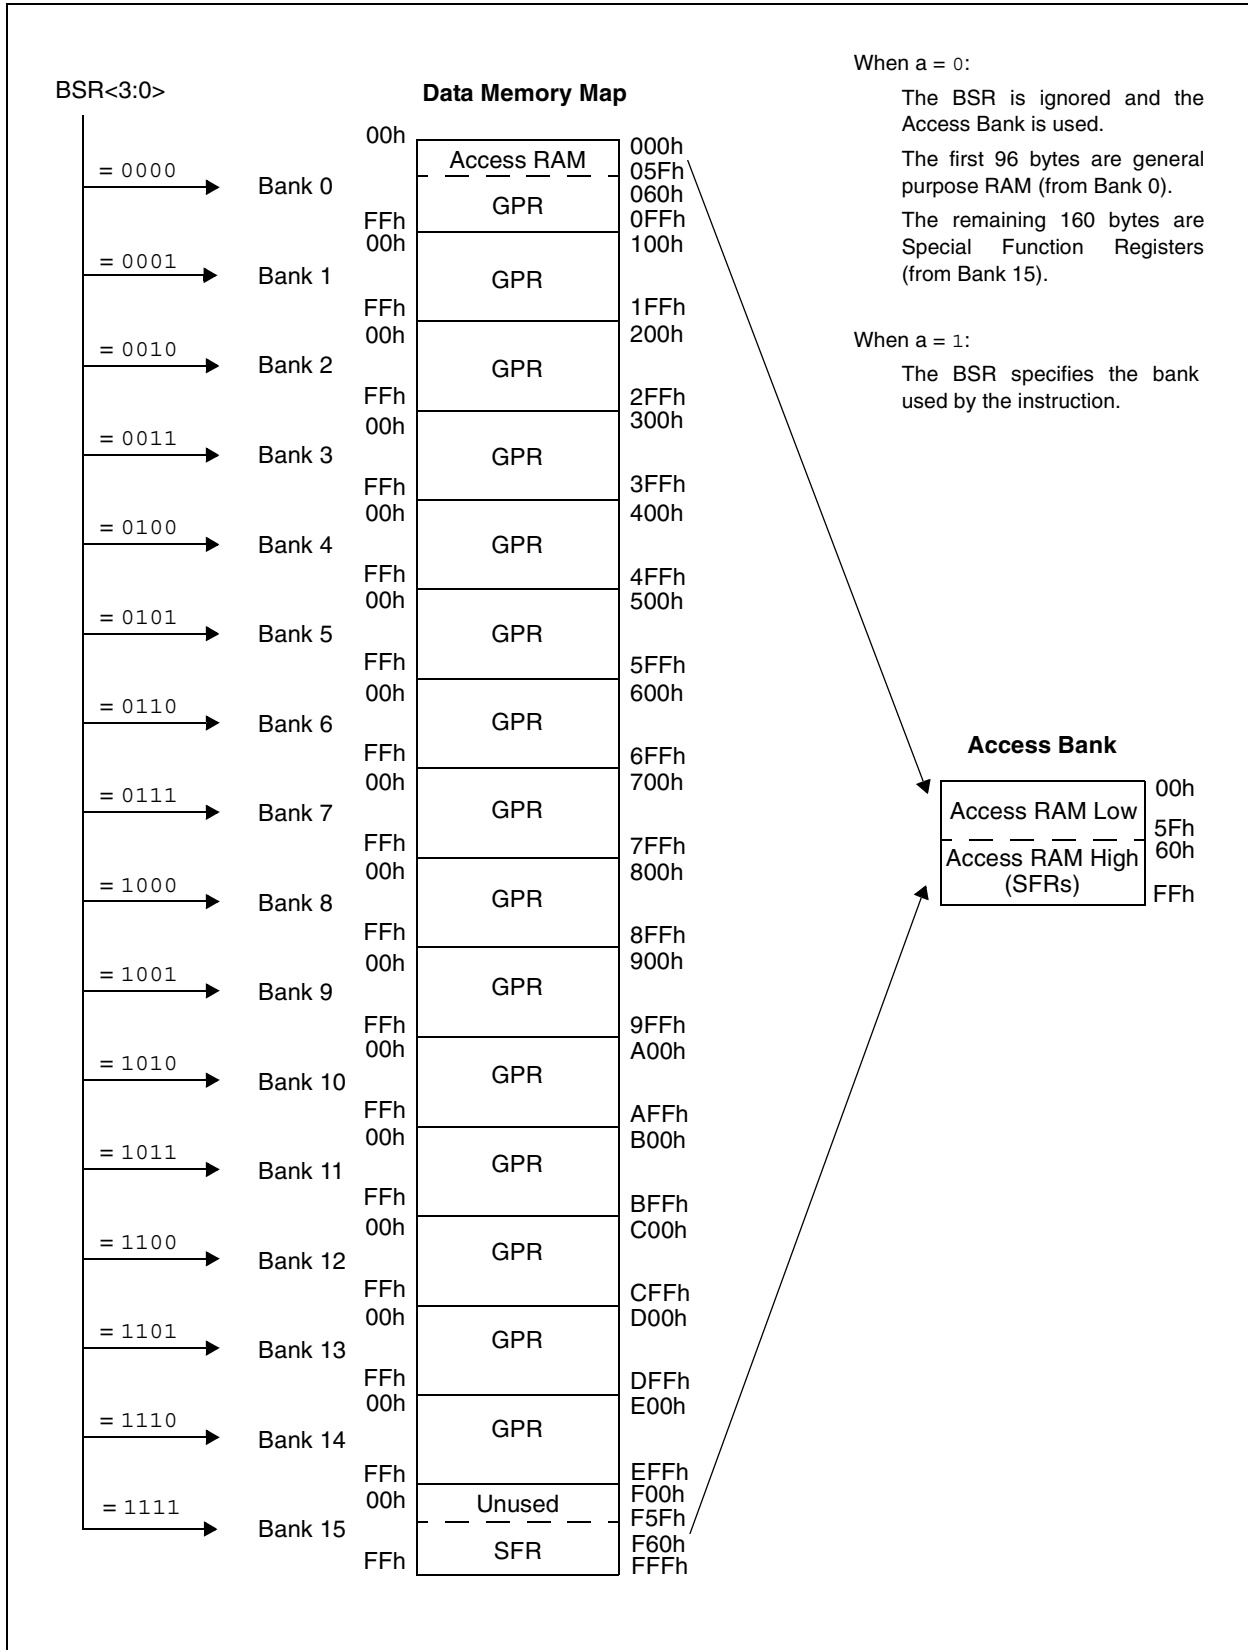 BSR<3:0>
Data Memory Map
When a = 0:
The BSR is ignored and the
Access Bank is used.
The first 96 bytes are general
purpose RAM (from Bank 0).
The remaining 160 bytes are
Special Function Registers
(from Bank 15).
When a = 1:
The BSR specifies the bank
used by the instruction.
= 0000
Bank 0
00h
Access RAM
000h
05Fh
GPR
060h
FFh
0FFh
= 0001
Bank 1
00h
GPR
100h
FFh
1FFh
= 0010
Bank 2
00h
GPR
200h
FFh
2FFh
= 0011
Bank 3
00h
GPR
300h
FFh
3FFh
= 0100
Bank 4
00h
GPR
400h
FFh
4FFh
= 0101
Bank 5
00h
GPR
500h
FFh
5FFh
= 0110
Bank 6
00h
GPR
600h
FFh
6FFh
= 0111
Bank 7
00h
GPR
700h
FFh
7FFh
= 1000
Bank 8
00h
GPR
800h
FFh
8FFh
= 1001
Bank 9
00h
GPR
900h
FFh
9FFh
= 1010
Bank 10
00h
GPR
A00h
FFh
AFFh
= 1011
Bank 11
00h
GPR
B00h
FFh
BFFh
= 1100
Bank 12
00h
GPR
C00h
FFh
CFFh
= 1101
Bank 13
00h
GPR
D00h
FFh
DFFh
= 1110
Bank 14
00h
GPR
E00h
FFh
EFFh
= 1111
Bank 15
00h
Unused
F00h
F5Fh
SFR
F60h
FFh
FFFh
Access Bank
Access RAM Low
00h
5Fh
Access RAM High
(SFRs)
60h
FFh